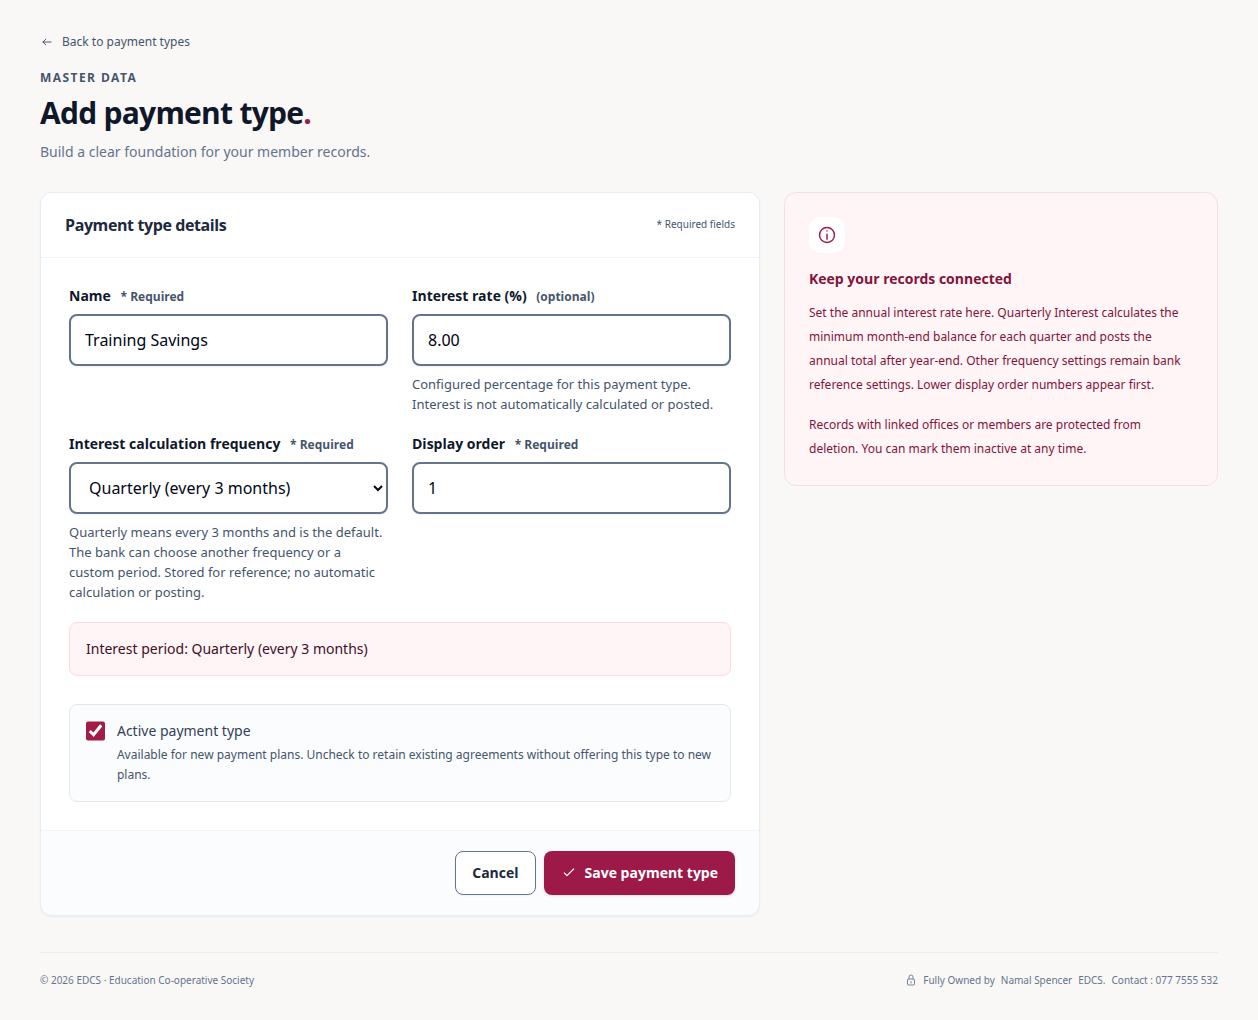 Back to payment types
MASTER DATA
Add payment type.
Build a clear foundation for your member records.
Payment type details
* Required fields
Name * Required
Training Savings
Interest rate (%) (optional)
8.00
Configured percentage for this payment type.
Interest is not automatically calculated or posted.
Interest calculation frequency * Required
Quarterly (every 3 months)
Quarterly means every 3 months and is the default.
The bank can choose another frequency or a
custom period. Stored for reference; no automatic
calculation or posting.
Display order * Required
1
Interest period: Quarterly (every 3 months)
Active payment type
Available for new payment plans. Uncheck to retain existing agreements without offering this type to new
plans.
Cancel
Save payment type
Keep your records connected
Set the annual interest rate here. Quarterly Interest calculates the
minimum month-end balance for each quarter and posts the
annual total after year-end. Other frequency settings remain bank
reference settings. Lower display order numbers appear first.
Records with linked offices or members are protected from
deletion. You can mark them inactive at any time.
© 2026 EDCS · Education Co-operative Society
Fully Owned by Namal Spencer EDCS. Contact : 077 7555 532